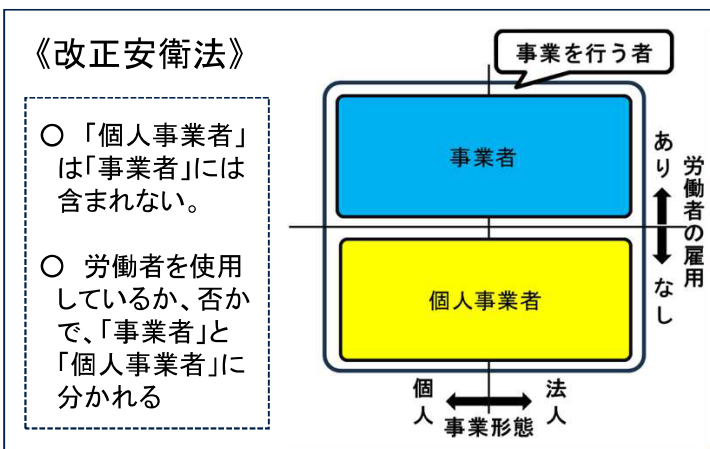 《改正安衛法》
○ 「個人事業者」
は「事業者」には
含まれない。
○ 労働者を使用
しているか、否か
で、「事業者」と
「個人事業者」に
分かれる
事業を行う者
事業者
個人事業者
あり
なし
労働者の雇用
個人
法人
事業形態